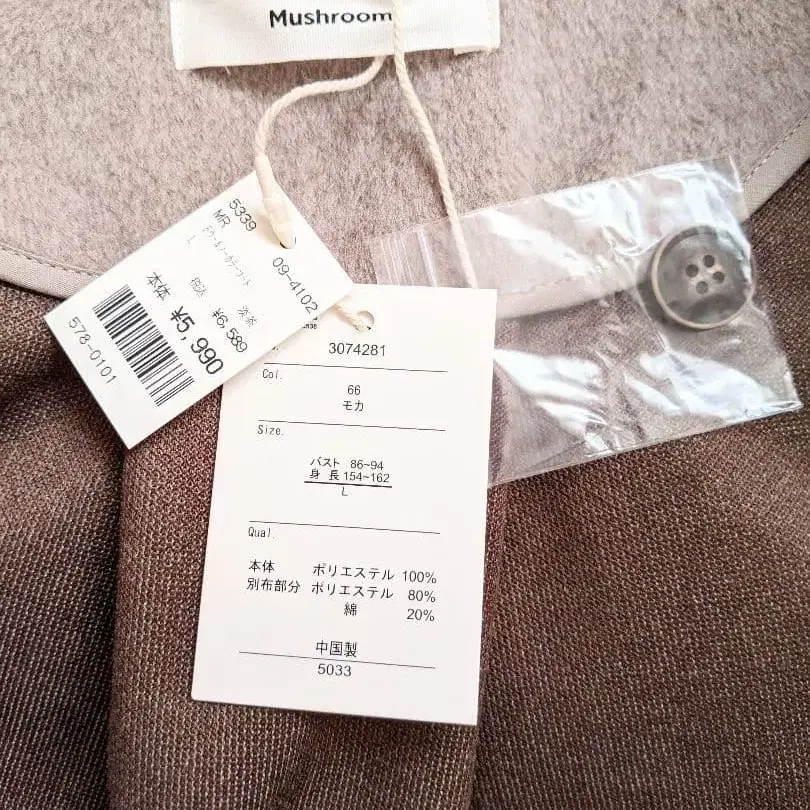 Mushroom
5339
MR
L
09-4102
淡茶
税込 ¥6,589
本体 ¥5,990
578-0101
3074281
Col.
66
モカ
Size.
バスト 86~94
身長 154~162
L
Qual.
本体 ポリエステル 100%
別布部分 ポリエステル 80%
綿 20%
中国製
5033